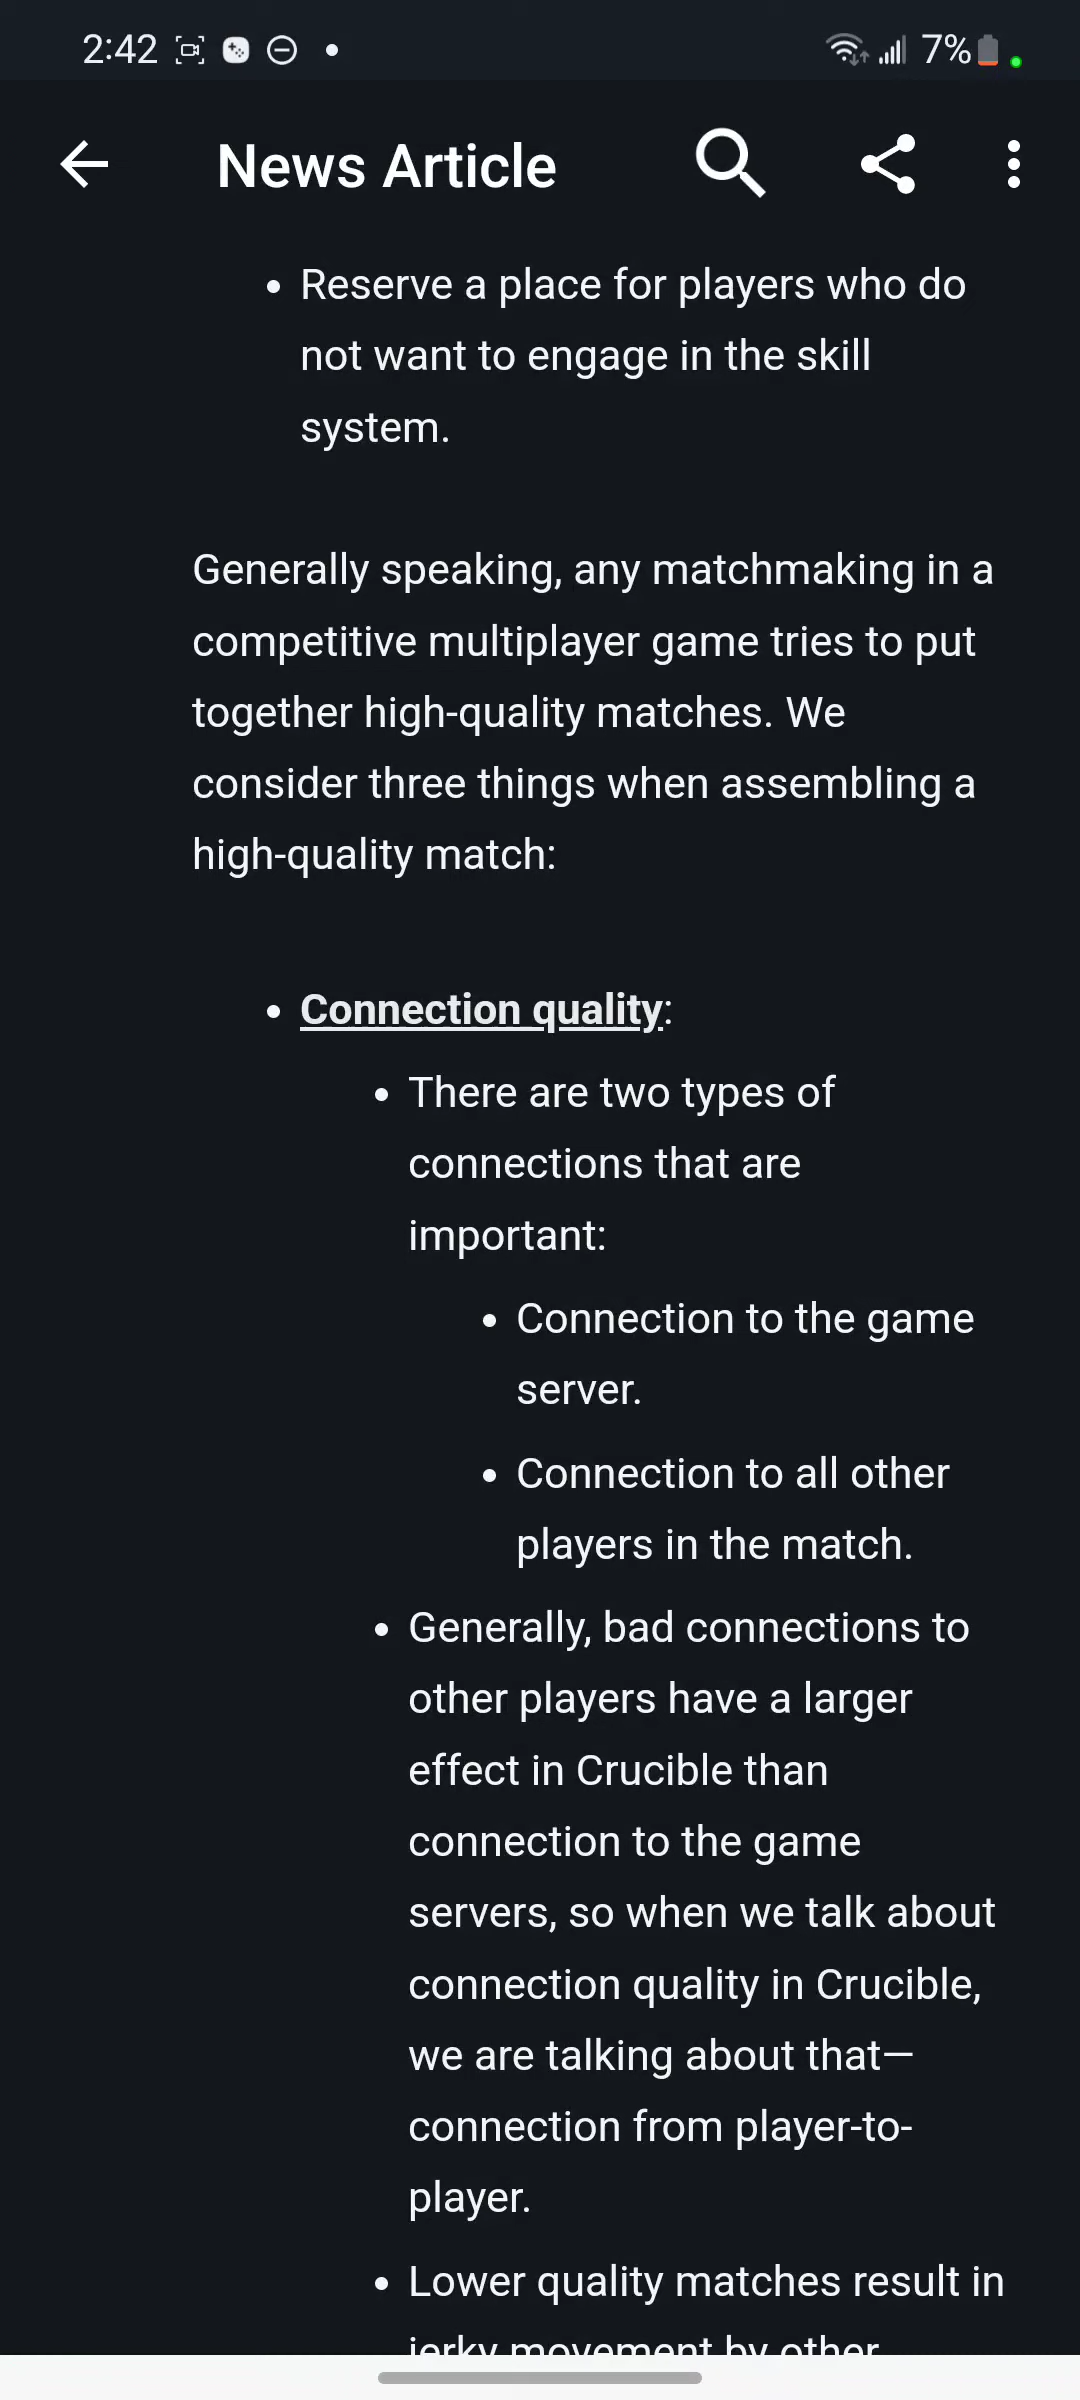 2:42
7%
News Article
• Reserve a place for players who do
not want to engage in the skill
system.
Generally speaking, any matchmaking in a
competitive multiplayer game tries to put
together high-quality matches. We
consider three things when assembling a
high-quality match:
• Connection quality:
• There are two types of
connections that are
important:
• Connection to the game
server.
• Connection to all other
players in the match.
• Generally, bad connections to
other players have a larger
effect in Crucible than
connection to the game
servers, so when we talk about
connection quality in Crucible,
we are talking about that—
connection from player-to-
player.
• Lower quality matches result in
jerky movement by other